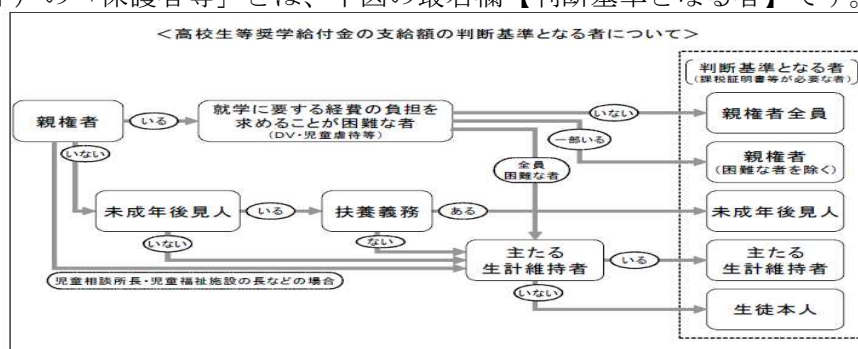 の「保護者等」とは、下図の最右欄【判断基準となる者】です。
＜高校生等奨学給付金の支給額の判断基準となる者について＞
判断基準となる者
(課税証明書等が必要な者)
親権者
いる
就学に要する経費の負担を
求めることが困難な者
(DV・児童虐待等)
いない
親権者全員
一部いる
親権者
(困難な者を除く)
全員
困難な者
いない
未成年後見人
いる
扶養義務
ある
未成年後見人
いない
ない
主たる
生計維持者
いる
主たる
生計維持者
児童相談所長・児童福祉施設の長などの場合
いない
生徒本人